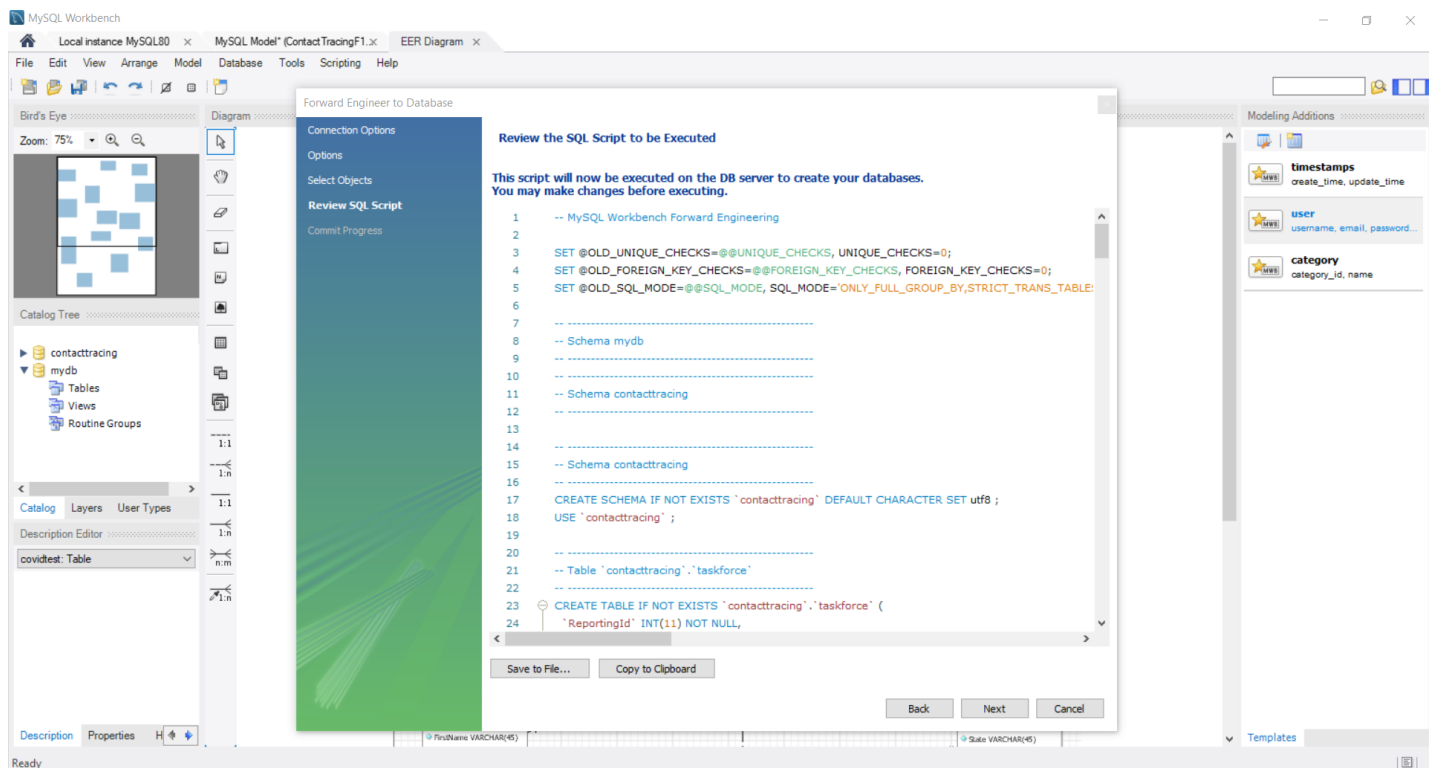 MySQL Workbench
Local instance MySQL80 ×
MySQL Model* (ContactTracingF1... ×
EER Diagram ×
File Edit View Arrange Model Database Tools Scripting Help
Bird's Eye
Zoom: 75%
Catalog Tree
contacttracing
mydb
Tables
Views
Routine Groups
Catalog Layers User Types
Description Editor
covidtest: Table
Description Properties H
Ready
Diagram
1:1
1:n
1:1
1:n
n:m
1:n
Forward Engineer to Database
Connection Options
Options
Select Objects
Review SQL Script
Commit Progress
Review the SQL Script to be Executed
This script will now be executed on the DB server to create your databases.
You may make changes before executing.
1 -- MySQL Workbench Forward Engineering
2
3 SET @OLD_UNIQUE_CHECKS=@@UNIQUE_CHECKS, UNIQUE_CHECKS=0;
4 SET @OLD_FOREIGN_KEY_CHECKS=@@FOREIGN_KEY_CHECKS, FOREIGN_KEY_CHECKS=0;
5 SET @OLD_SQL_MODE=@@SQL_MODE, SQL_MODE='ONLY_FULL_GROUP_BY,STRICT_TRANS_TABLES
6
7 -- -----------------------------------------------------
8 -- Schema mydb
9 -- -----------------------------------------------------
10 -- -----------------------------------------------------
11 -- Schema contacttracing
12 -- -----------------------------------------------------
13
14 -- -----------------------------------------------------
15 -- Schema contacttracing
16 -- -----------------------------------------------------
17 CREATE SCHEMA IF NOT EXISTS `contacttracing` DEFAULT CHARACTER SET utf8 ;
18 USE `contacttracing` ;
19
20 -- -----------------------------------------------------
21 -- Table `contacttracing`.`taskforce`
22 -- -----------------------------------------------------
23 CREATE TABLE IF NOT EXISTS `contacttracing`.`taskforce` (
24 `ReportingId` INT(11) NOT NULL,
Save to File... Copy to Clipboard
Back Next Cancel
FirstName VARCHAR(45)
State VARCHAR(45)
Modeling Additions
timestamps
create_time, update_time
user
username, email, password...
category
category_id, name
Templates